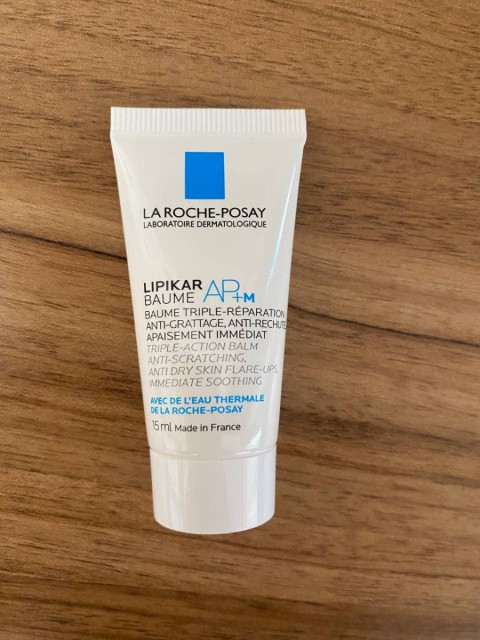 LA ROCHE-POSAY
LABORATOIRE DERMATOLOGIQUE
LIPIKAR
BAUME AP+M
BAUME TRIPLE-RÉPARATION
ANTI-GRATTAGE, ANTI-RECHUTE
APAISEMENT IMMÉDIAT
TRIPLE-ACTION BALM
ANTI-SCRATCHING,
ANTI DRY SKIN FLARE-UPS,
IMMEDIATE SOOTHING
AVEC DE L'EAU THERMALE
DE LA ROCHE-POSAY
15 ml Made in France